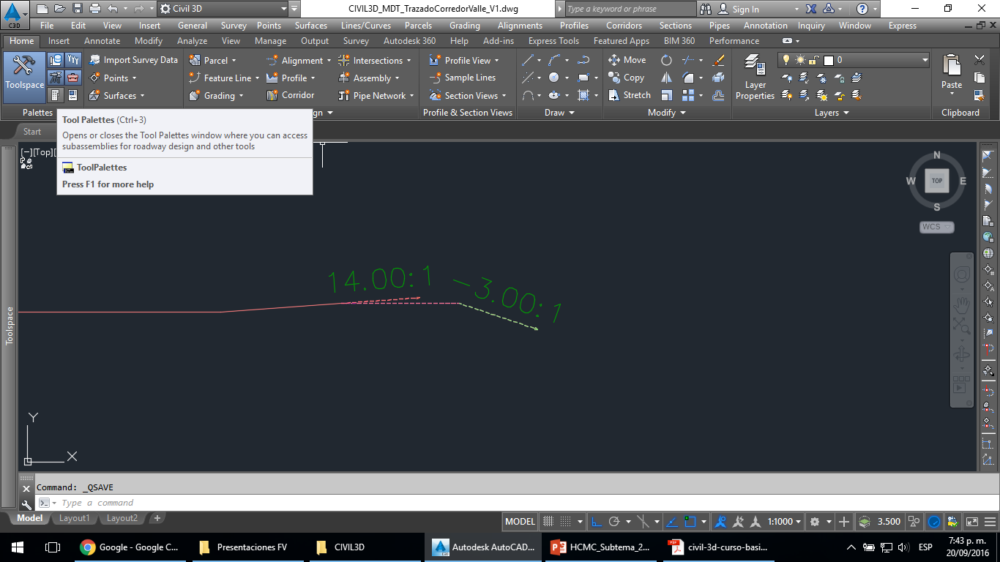 C3D
Civil 3D
CIVIL3D_MDT_TrazadoCorredorValle_V1.dwg
Type a keyword or phrase
Sign In
File Edit View Insert General Survey Points Surfaces Lines/Curves Parcels Grading Alignments Profiles Corridors Sections Pipes Annotation Inquiry Window Express
Home Insert Annotate Modify Analyze View Manage Output Survey Autodesk 360 Help Add-ins Express Tools Featured Apps BIM 360 Performance
Toolspace
Import Survey Data
Points
Surfaces
Parcel
Feature Line
Grading
Alignment
Profile
Corridor
Intersections
Assembly
Pipe Network
Profile View
Sample Lines
Section Views
Move
Copy
Stretch
Layer
Properties
0
Paste
Palettes
gn
Profile & Section Views
Draw
Modify
Layers
Clipboard
Start
Tool Palettes (Ctrl+3)
Opens or closes the Tool Palettes window where you can access
subassemblies for roadway design and other tools
ToolPalettes
Press F1 for more help
[−][Top][
N
W
TOP
E
S
WCS
14.00:1
-3.00:1
Toolspace
Y
X
Command: _QSAVE
Type a command
Model Layout1 Layout2 +
MODEL
1:1000
3.500
Google - Google C...
Presentaciones FV
CIVIL3D
Autodesk AutoCAD...
HCMC_Subtema_2...
civil-3d-curso-basi...
ESP
7:43 p. m.
20/09/2016